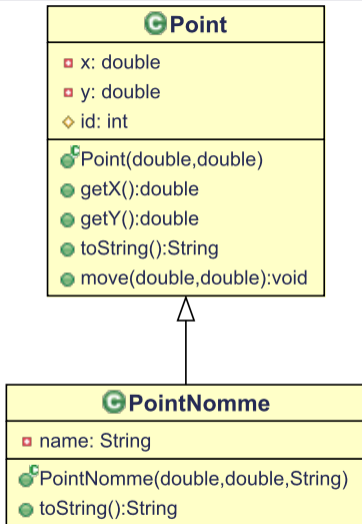 Point
x: double
y: double
id: int
Point(double,double)
getX():double
getY():double
toString():String
move(double,double):void
PointNomme
name: String
PointNomme(double,double,String)
toString():String